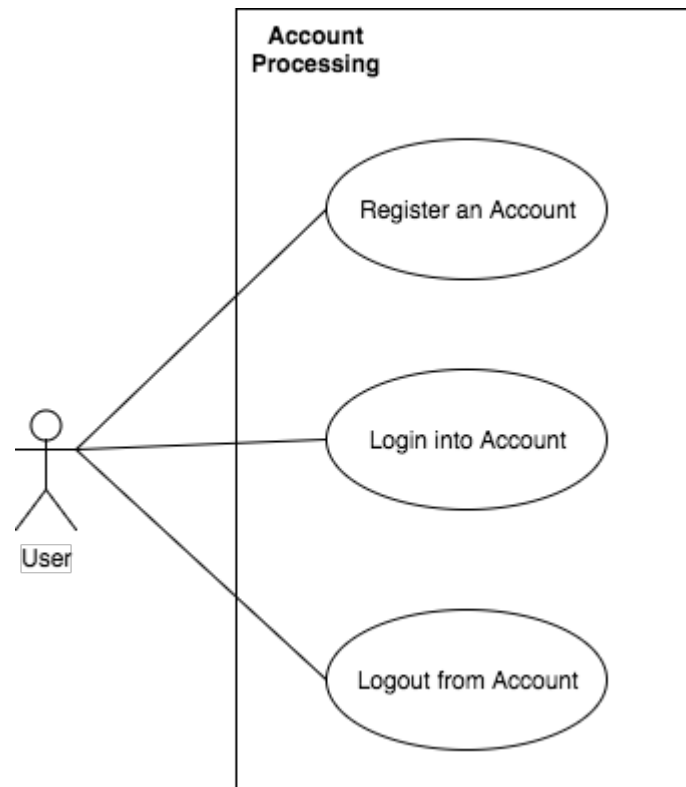 Account
Processing
Register an Account
Login into Account
User
Logout from Account